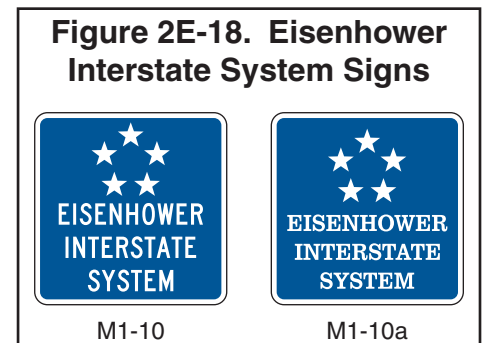 Figure 2E-18. Eisenhower
Interstate System Signs
EISENHOWER
INTERSTATE
SYSTEM
M1-10
EISENHOWER
INTERSTATE
SYSTEM
M1-10a